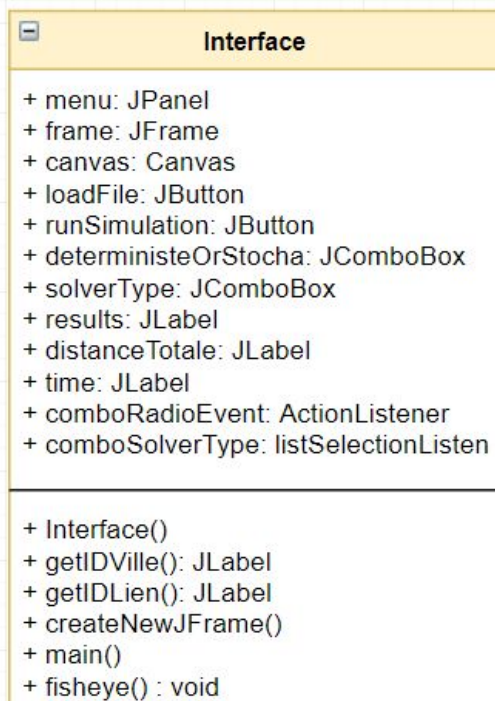 Interface
+ menu: JPanel
+ frame: JFrame
+ canvas: Canvas
+ loadFile: JButton
+ runSimulation: JButton
+ deterministeOrStocha: JComboBox
+ solverType: JComboBox
+ results: JLabel
+ distanceTotale: JLabel
+ time: JLabel
+ comboRadioEvent: ActionListener
+ comboSolverType: listSelectionListen
+ Interface()
+ getIDVille(): JLabel
+ getIDLien(): JLabel
+ createNewJFrame()
+ main()
+ fisheye() : void